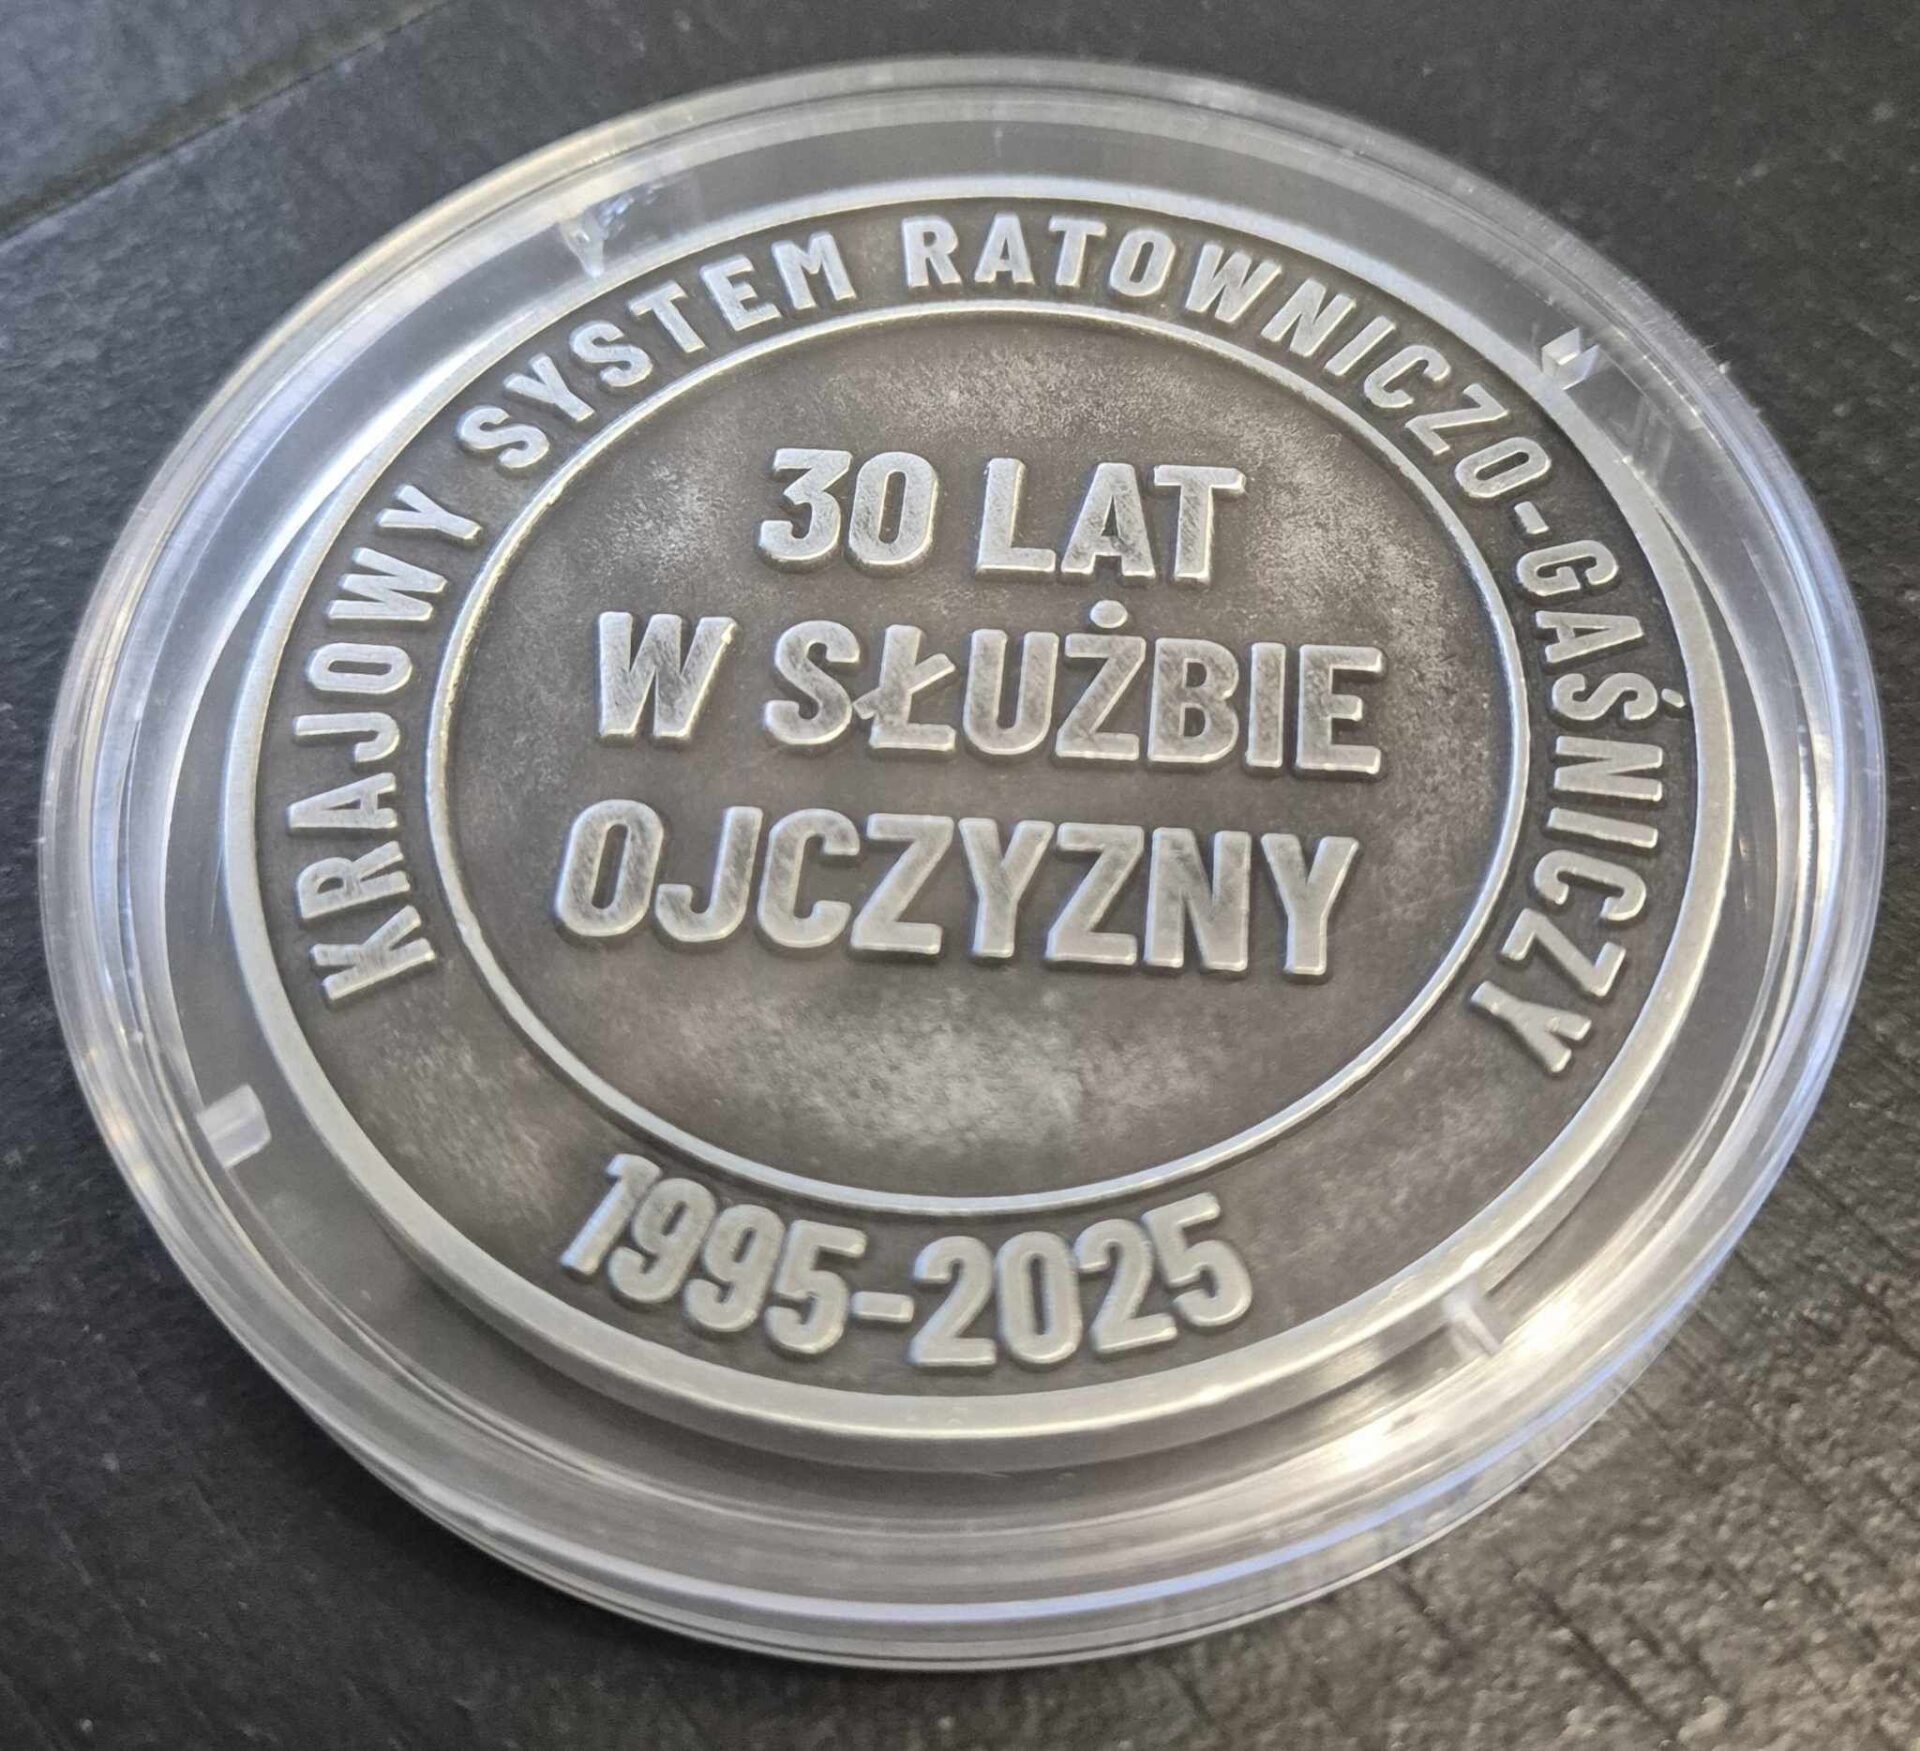 KRAJOWY SYSTEM RATOWNICZO-GAŚNICZY
30 LAT
W SŁUŻBIE
OJCZYZNY
1995-2025